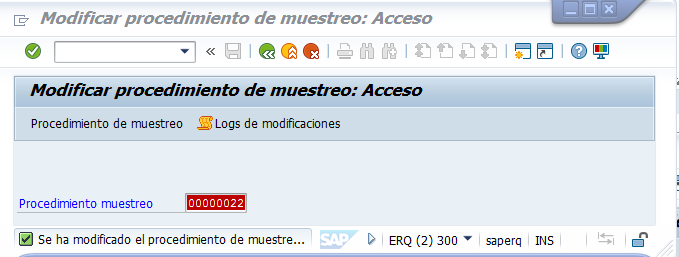 Modificar procedimiento de muestreo: Acceso
Modificar procedimiento de muestreo: Acceso
Procedimiento de muestreo Logs de modificaciones
Procedimiento muestreo 00000022
Se ha modificado el procedimiento de muestre... SAP ERQ (2) 300 saperq INS